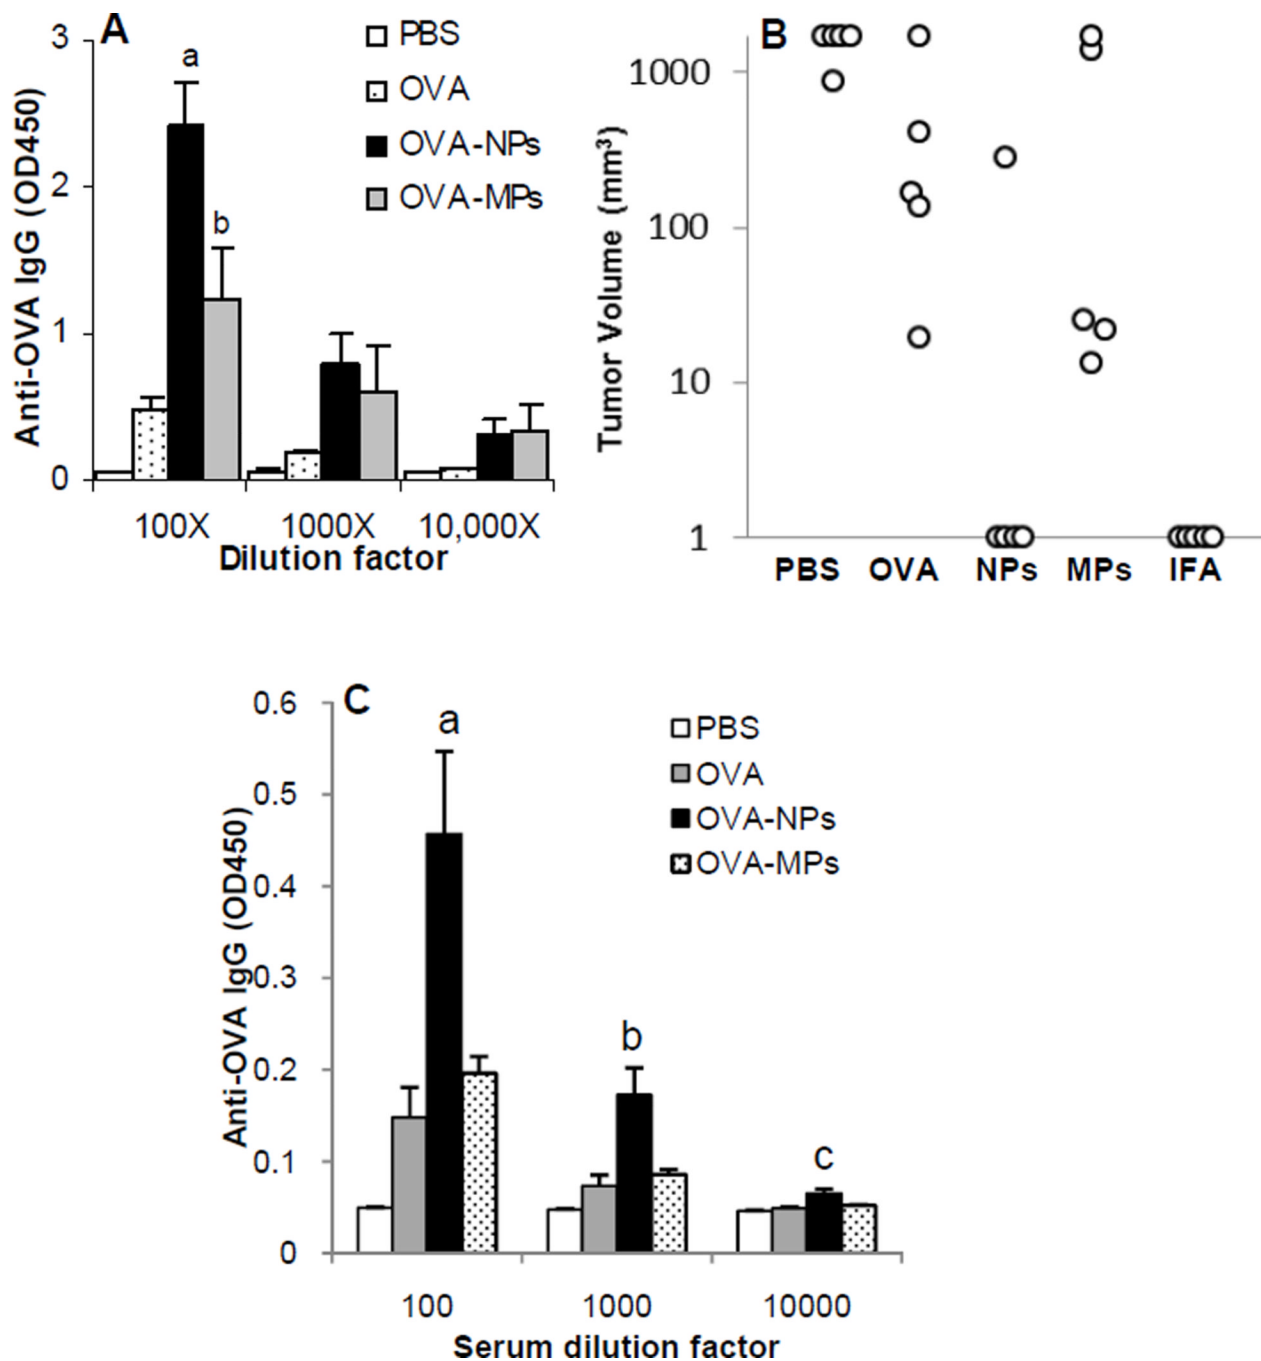 A
3
2
1
0
Anti-OVA IgG (OD450)
a
b
PBS
OVA
OVA-NPs
OVA-MPs
100X 1000X 10,000X
Dilution factor
B
1000
100
10
1
Tumor Volume (mm³)
PBS OVA NPs MPs IFA
C
0.6
0.5
0.4
0.3
0.2
0.1
0
Anti-OVA IgG (OD450)
a
b
c
PBS
OVA
OVA-NPs
OVA-MPs
100 1000 10000
Serum dilution factor